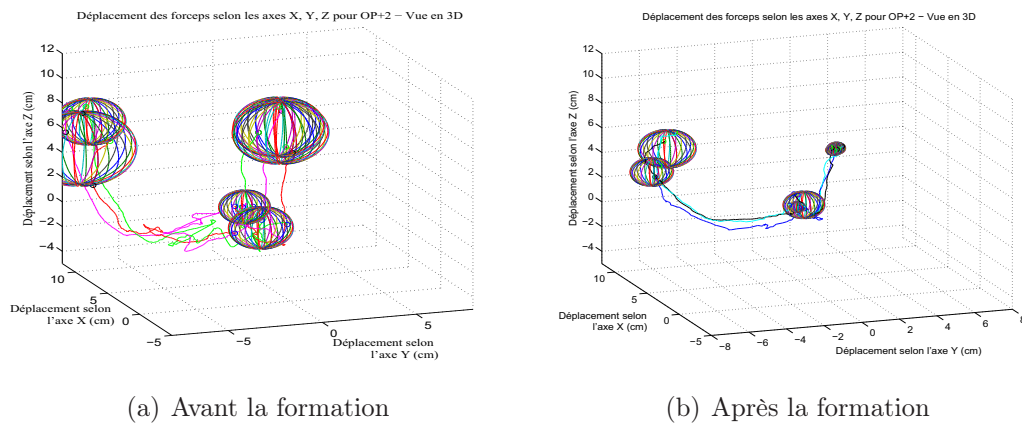 Déplacement des forceps selon les axes X, Y, Z pour OP+2 − Vue en 3D
12
10
8
6
4
2
0
−2
−4
Déplacement selon l'axe Z (cm)
10
5
0
−5
Déplacement selon
l'axe X (cm)
−5
0
5
Déplacement selon
l'axe Y (cm)
(a) Avant la formation
Déplacement des forceps selon les axes X, Y, Z pour OP+2 − Vue en 3D
12
10
8
6
4
2
0
−2
−4
Déplacement selon l'axe Z (cm)
10
5
0
−5
Déplacement selon
l'axe X (cm)
−8
−6
−4
−2
0
2
4
6
8
Déplacement selon l'axe Y (cm)
(b) Après la formation